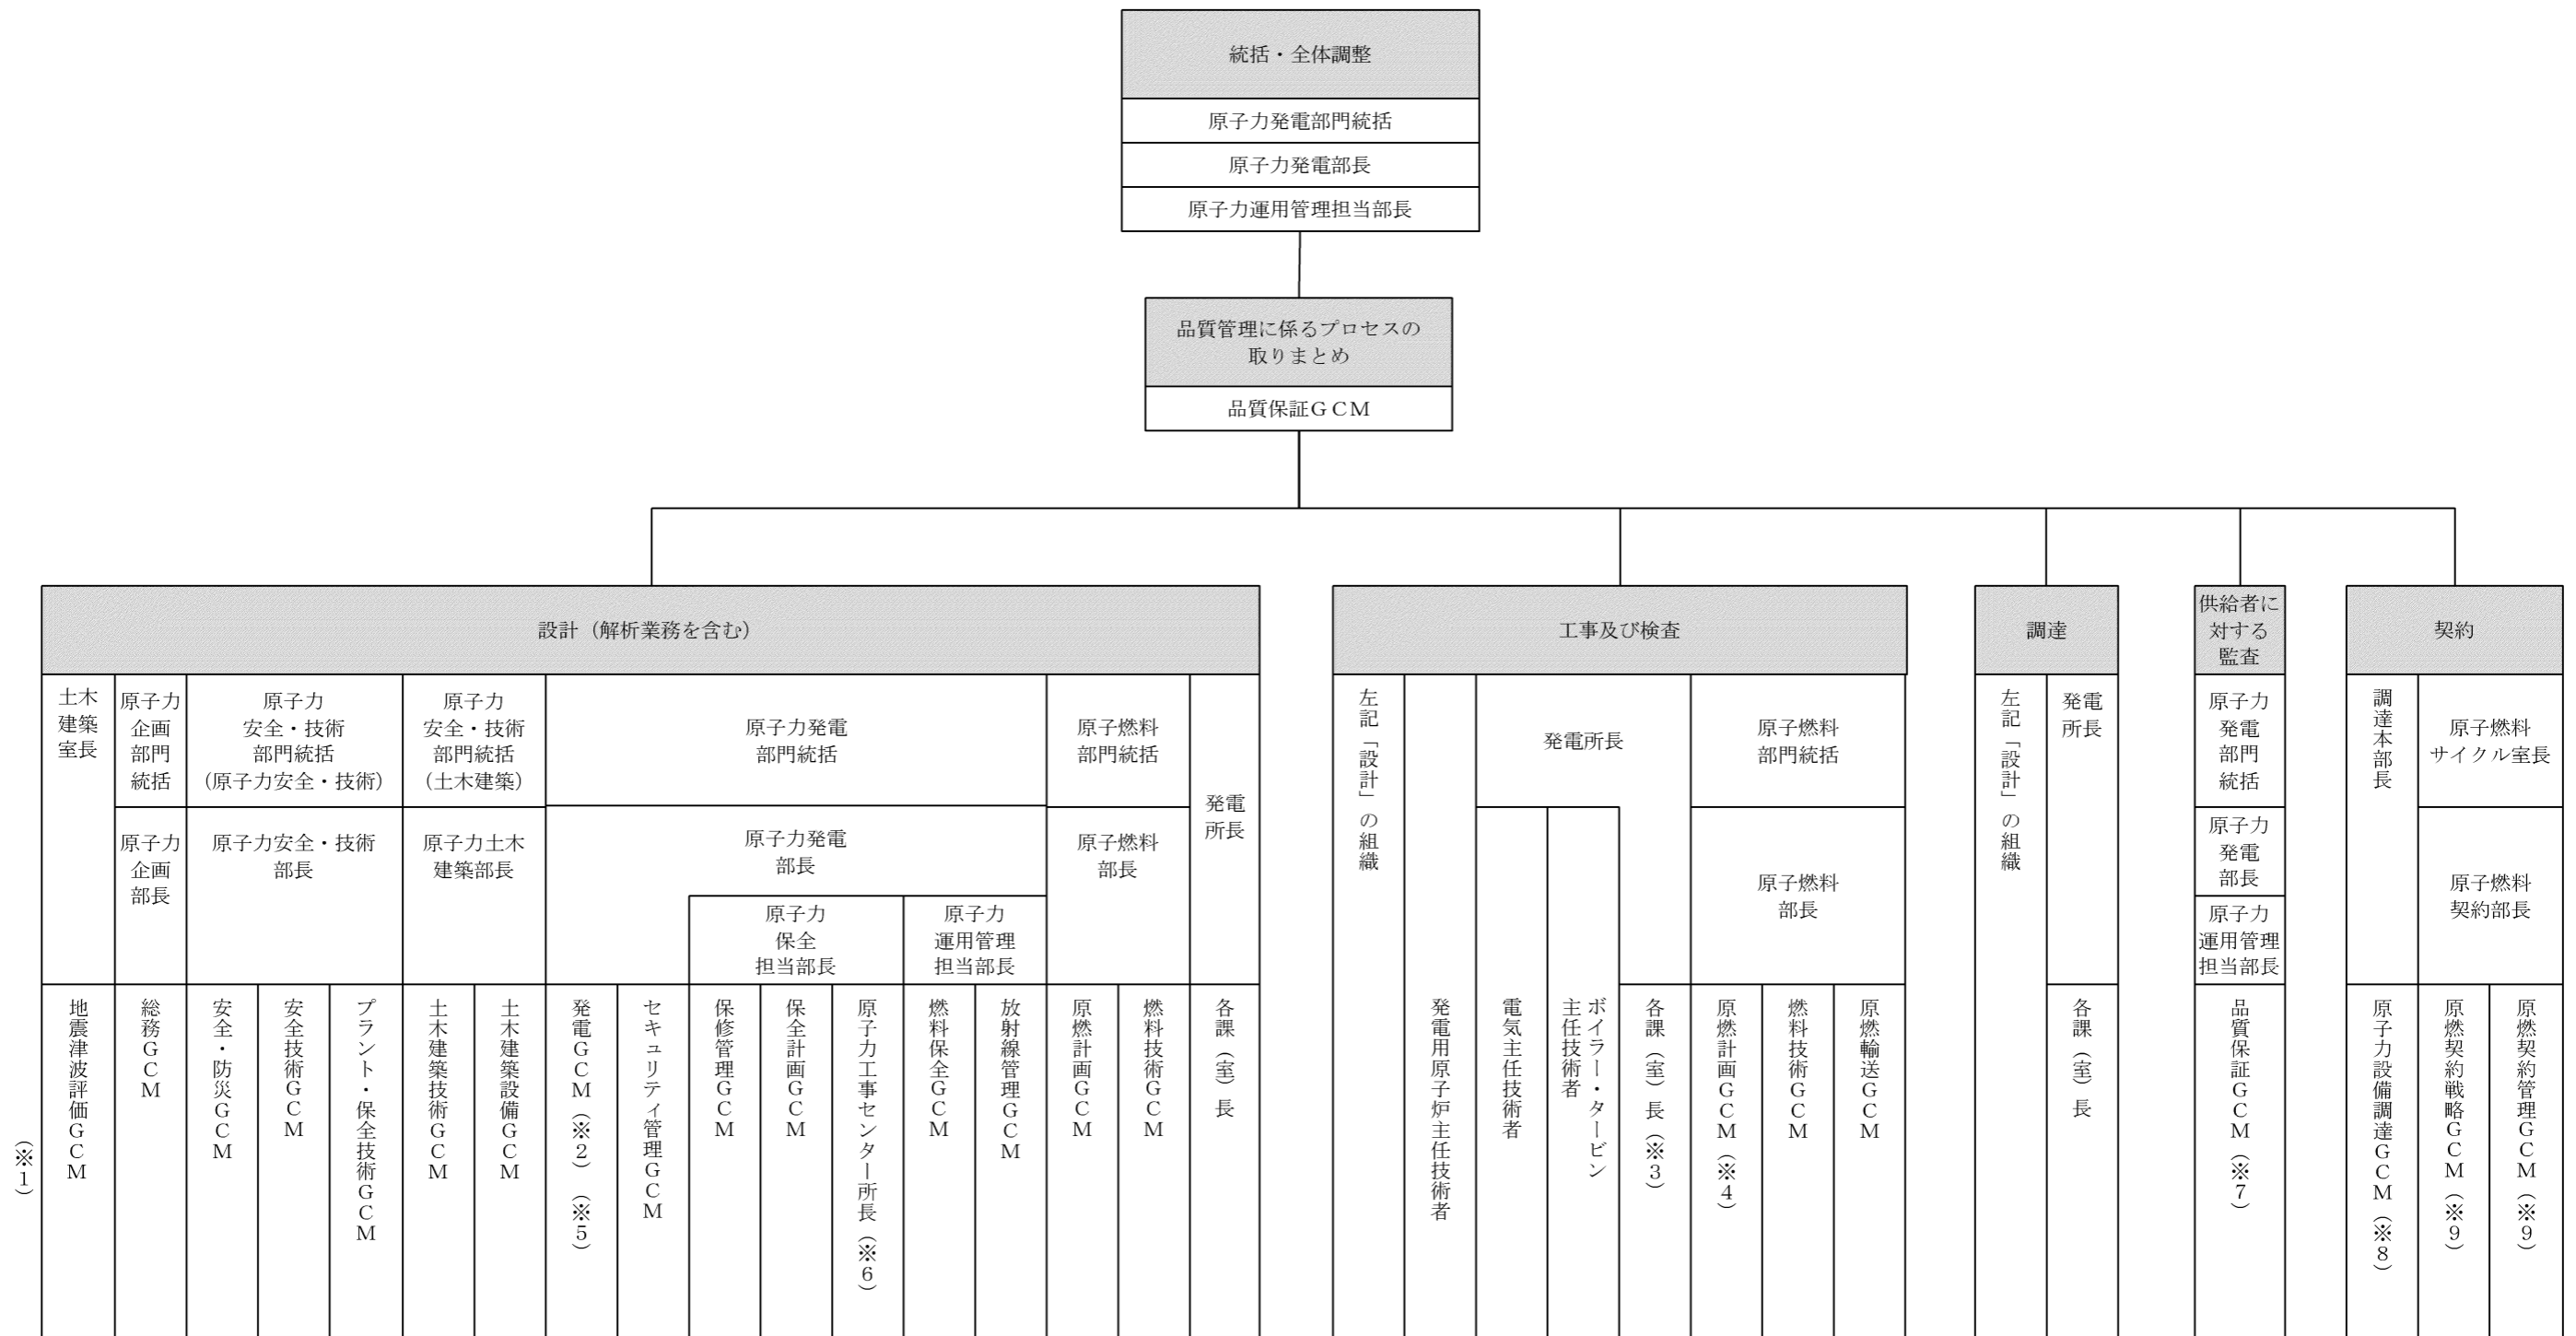 統括・全体調整
原子力発電部門統括
原子力発電部長
原子力運用管理担当部長
品質管理に係るプロセスの
取りまとめ
品質保証ＧＣＭ
設計（解析業務を含む）
土木
建築
室長
原子力
企画
部門
統括
原子力
安全・技術
部門統括
（原子力安全・技術）
原子力
安全・技術
部門統括
（土木建築）
原子力発電
部門統括
原子燃料
部門統括
発電
所長
原子力
企画
部長
原子力安全・技術
部長
原子力土木
建築部長
原子力発電
部長
原子燃料
部長
原子力
保全
担当部長
原子力
運用管理
担当部長
（※１）
地震津波評価ＧＣＭ
総務ＧＣＭ
安全・防災ＧＣＭ
安全技術ＧＣＭ
プラント・保全技術ＧＣＭ
土木建築技術ＧＣＭ
土木建築設備ＧＣＭ
発電ＧＣＭ（※２）（※５）
セキュリティ管理ＧＣＭ
保修管理ＧＣＭ
保全計画ＧＣＭ
原子力工事センター所長（※６）
燃料保全ＧＣＭ
放射線管理ＧＣＭ
原燃計画ＧＣＭ
燃料技術ＧＣＭ
各課（室）長
工事及び検査
左記「設計」の組織
発電用原子炉主任技術者
発電所長
電気主任技術者
ボイラー・タービン
主任技術者
各課（室）長（※３）
原子燃料
部門統括
原子燃料
部長
原燃計画ＧＣＭ（※４）
燃料技術ＧＣＭ
原燃輸送ＧＣＭ
調達
左記「設計」の組織
発電
所長
各課（室）長
供給者に
対する
監査
原子力
発電
部門
統括
原子力
発電
部長
原子力
運用管理
担当部長
品質保証ＧＣＭ（※７）
契約
調達本部長
原子力設備調達ＧＣＭ（※８）
原子燃料
サイクル室長
原子燃料
契約部長
原燃契約戦略ＧＣＭ（※９）
原燃契約管理ＧＣＭ（※９）